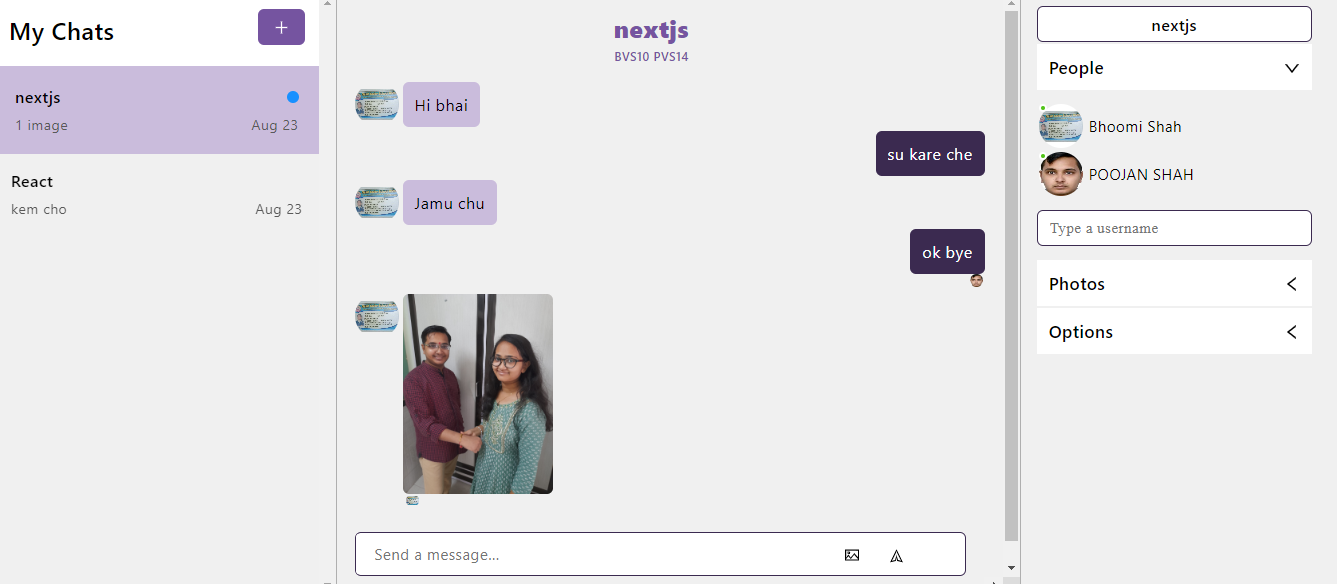 My Chats
+
nextjs
1 image
Aug 23
React
kem cho
Aug 23
nextjs
BVS10 PVS14
Hi bhai
su kare che
Jamu chu
ok bye
Send a message...
nextjs
People
Bhoomi Shah
POOJAN SHAH
Type a username
Photos
Options